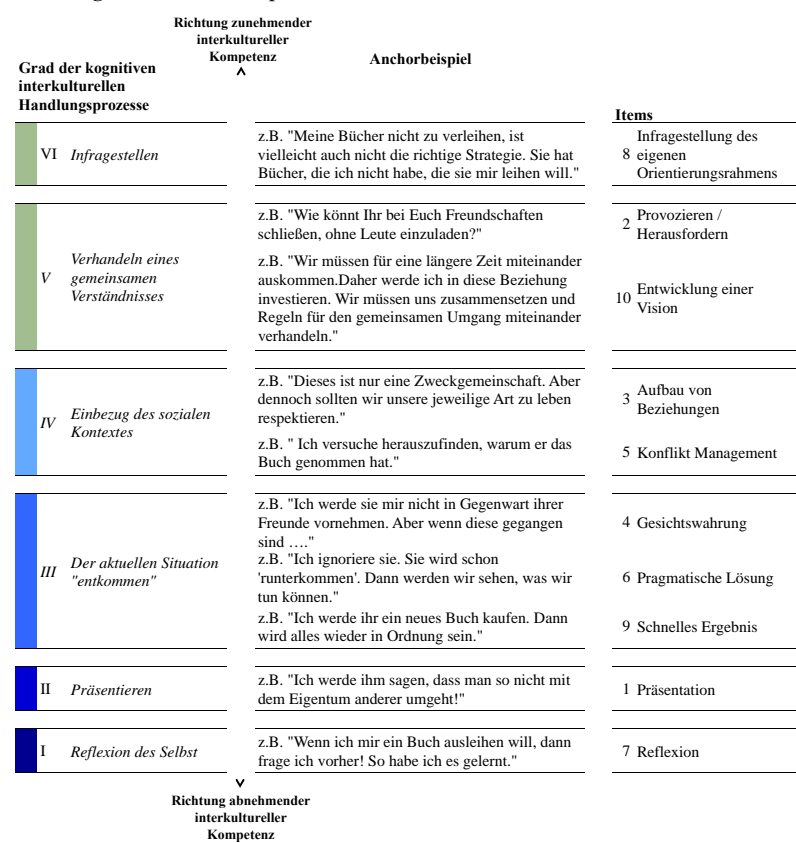 Richtung zunehmender
interkultureller
Kompetenz
Anchorbeispiel
Grad der kognitiven
interkulturellen
Handlungsprozesse
Items
VI Infragestellen
z.B. "Meine Bücher nicht zu verleihen, ist
vielleicht auch nicht die richtige Strategie. Sie hat
Bücher, die ich nicht habe, die sie mir leihen will."
8 Infragestellung des
eigenen
Orientierungsrahmens
V Verhandeln eines
gemeinsamen
Verständnisses
z.B. "Wie könnt Ihr bei Euch Freundschaften
schließen, ohne Leute einzuladen?"
2 Provozieren /
Herausfordern
z.B. "Wir müssen für eine längere Zeit miteinander
auskommen.Daher werde ich in diese Beziehung
investieren. Wir müssen uns zusammensetzen und
Regeln für den gemeinsamen Umgang miteinander
verhandeln."
10 Entwicklung einer
Vision
IV Einbezug des sozialen
Kontextes
z.B. "Dieses ist nur eine Zweckgemeinschaft. Aber
dennoch sollten wir unsere jeweilige Art zu leben
respektieren."
3 Aufbau von
Beziehungen
z.B. " Ich versuche herauszufinden, warum er das
Buch genommen hat."
5 Konflikt Management
III Der aktuellen Situation
"entkommen"
z.B. "Ich werde sie mir nicht in Gegenwart ihrer
Freunde vornehmen. Aber wenn diese gegangen
sind …."
4 Gesichtswahrung
z.B. "Ich ignoriere sie. Sie wird schon
'runterkommen'. Dann werden wir sehen, was wir
tun können."
6 Pragmatische Lösung
z.B. "Ich werde ihr ein neues Buch kaufen. Dann
wird alles wieder in Ordnung sein."
9 Schnelles Ergebnis
II Präsentieren
z.B. "Ich werde ihm sagen, dass man so nicht mit
dem Eigentum anderer umgeht!"
1 Präsentation
I Reflexion des Selbst
z.B. "Wenn ich mir ein Buch ausleihen will, dann
frage ich vorher! So habe ich es gelernt."
7 Reflexion
Richtung abnehmender
interkultureller
Kompetenz